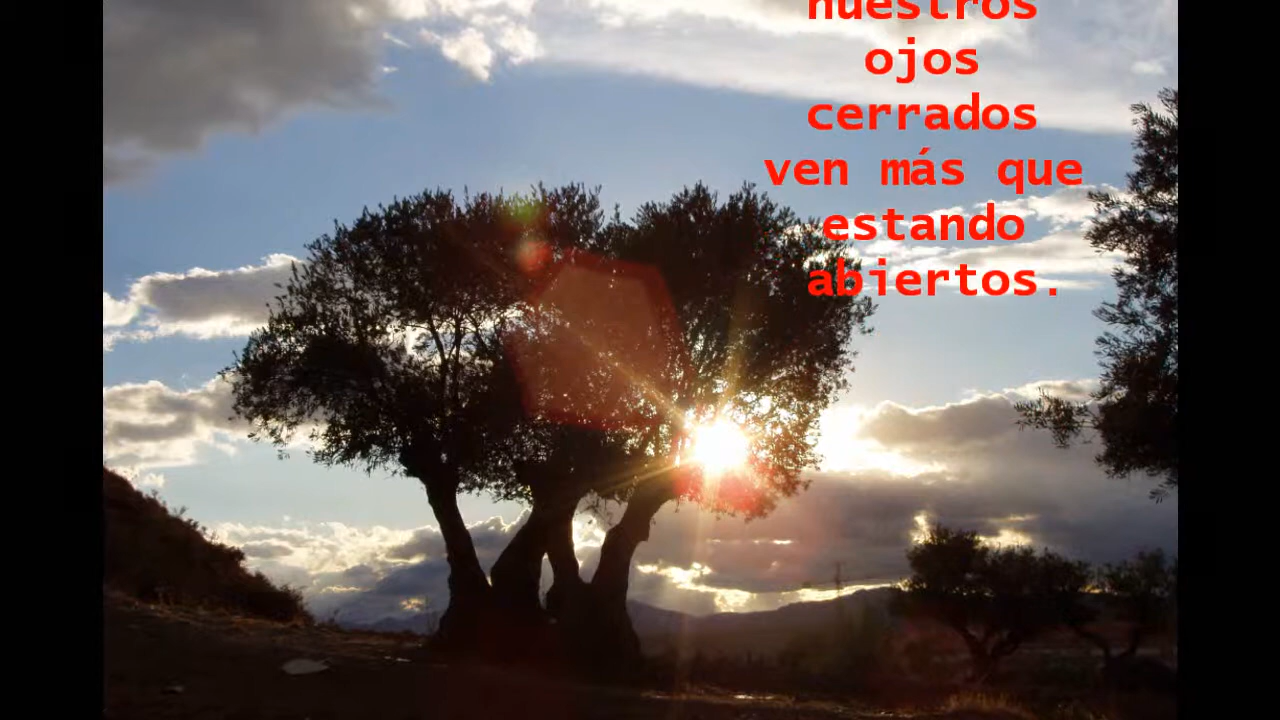 nuestros
ojos
cerrados
ven más que
estando
abiertos.